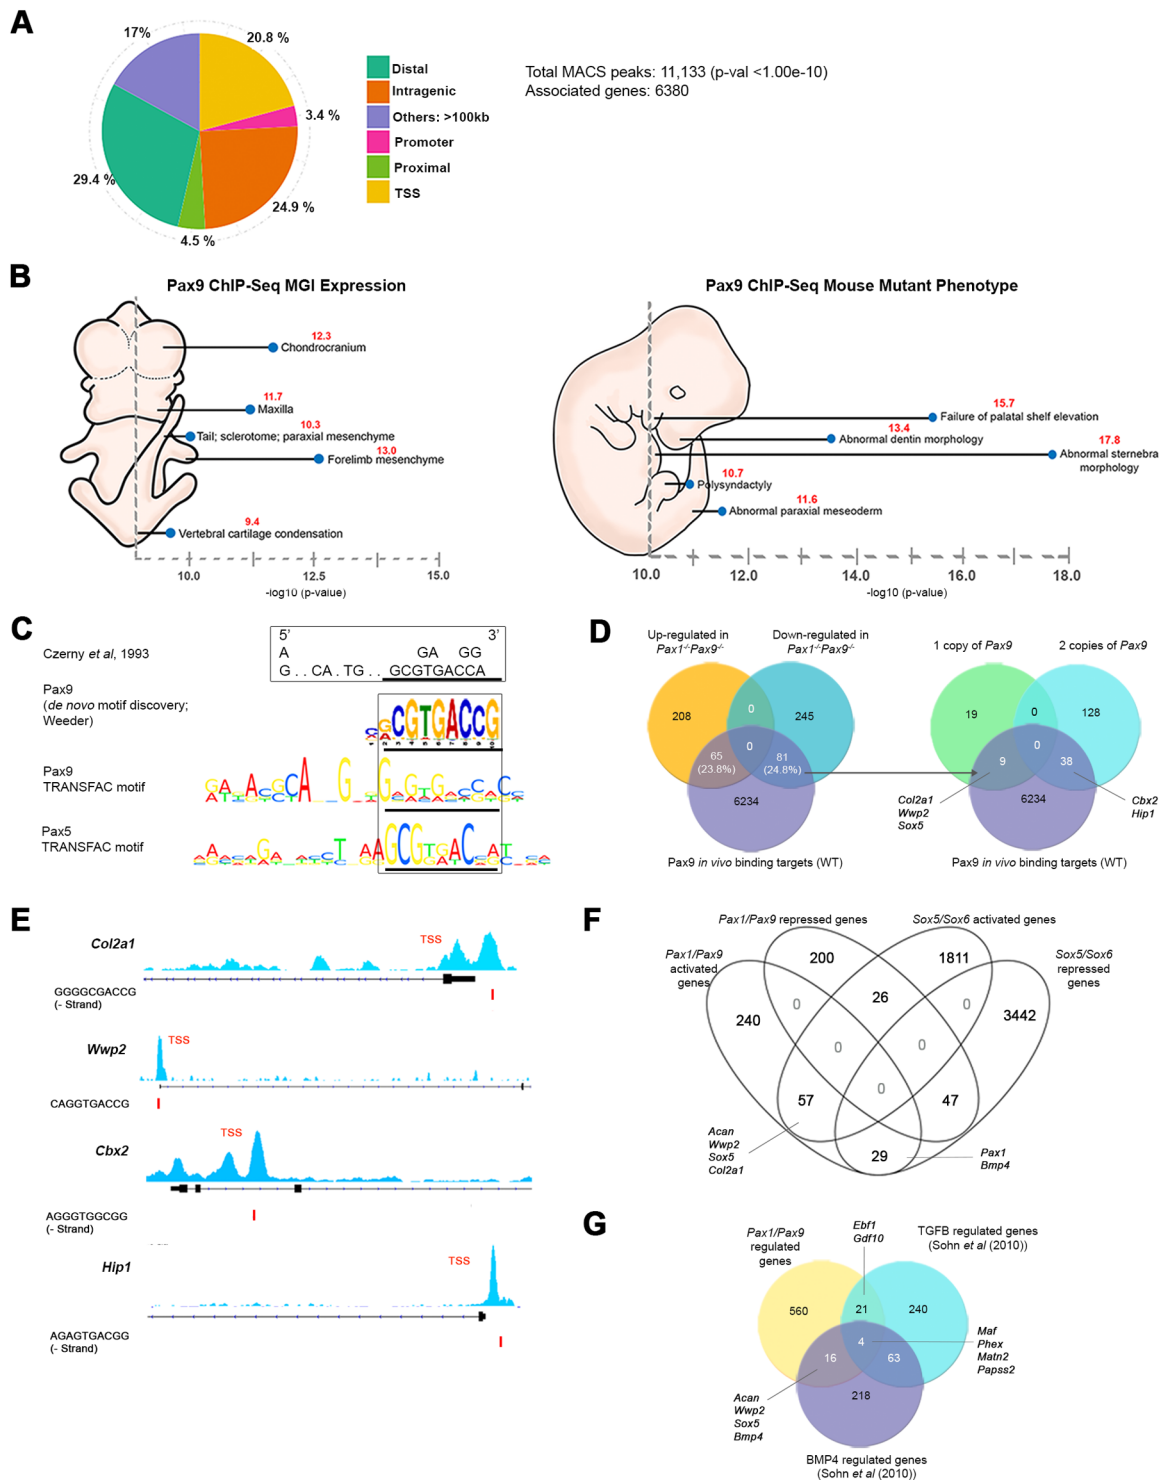 A
17%
20.8 %
3.4 %
24.9 %
4.5 %
29.4 %
Distal
Intragenic
Others: >100kb
Promoter
Proximal
TSS
Total MACS peaks: 11,133 (p-val <1.00e-10)
Associated genes: 6380
B
Pax9 ChIP-Seq MGI Expression
12.3
Chondrocranium
11.7
Maxilla
10.3
Tail; sclerotome; paraxial mesenchyme
13.0
Forelimb mesenchyme
9.4
Vertebral cartilage condensation
10.0 12.5 15.0
-log10 (p-value)
Pax9 ChIP-Seq Mouse Mutant Phenotype
15.7
Failure of palatal shelf elevation
13.4
Abnormal dentin morphology
17.8
Abnormal sternebra
morphology
10.7
Polysyndactyly
11.6
Abnormal paraxial meseoderm
10.0 12.0 14.0 16.0 18.0
-log10 (p-value)
C
Czerny et al, 1993
5’ 3’
A GA GG
G . . CA . TG . . GCGTGACCA
Pax9
(de novo motif discovery;
Weeder)
Pax9
TRANSFAC motif
Pax5
TRANSFAC motif
D
Up-regulated in
Pax1-/-Pax9-/-
Down-regulated in
Pax1-/-Pax9-/-
208
0
245
0
65
(23.8%)
81
(24.8%)
6234
Pax9 in vivo binding targets (WT)
1 copy of Pax9
2 copies of Pax9
19
0
128
0
9
38
6234
Col2a1
Wwp2
Sox5
Cbx2
Hip1
Pax9 in vivo binding targets (WT)
E
Col2a1
TSS
GGGGCGACCG
(- Strand)
Wwp2
TSS
CAGGTGACCG
Cbx2
TSS
AGGGTGGCGG
(- Strand)
Hip1
TSS
AGAGTGACGG
(- Strand)
F
Pax1/Pax9 repressed genes
Sox5/Sox6 activated genes
Pax1/Pax9
activated
genes
Sox5/Sox6
repressed
genes
200
1811
240
0
26
0
3442
0
0
0
57
47
29
Acan
Wwp2
Sox5
Col2a1
Pax1
Bmp4
G
Pax1/Pax9
regulated
genes
Ebf1
Gdf10
TGFB regulated genes
(Sohn et al (2010))
560
21
240
4
16
63
218
Maf
Phex
Matn2
Papss2
Acan
Wwp2
Sox5
Bmp4
BMP4 regulated genes
(Sohn et al (2010))